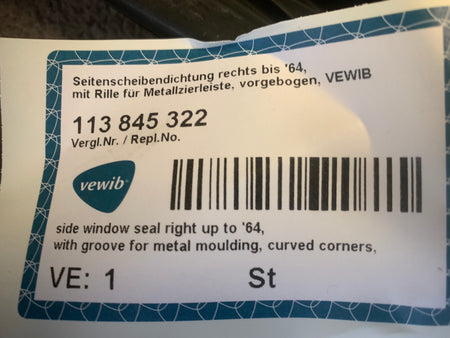 Seitenscheibendichtung rechts bis '64,
mit Rille für Metallzierleiste, vorgebogen, VEWIB
113 845 322
Vergl.Nr. / Repl.No.
vewib®
side window seal right up to '64,
with groove for metal moulding, curved corners,
VE: 1 St